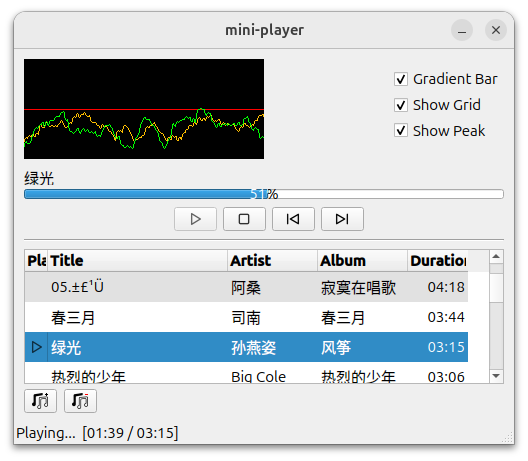 mini-player
Gradient Bar
Show Grid
Show Peak
绿光
51%
Pla Title Artist Album Duration
05.±£¹Ü 阿桑 寂寞在唱歌 04:18
春三月 司南 春三月 03:44
绿光 孙燕姿 风筝 03:15
热烈的少年 Big Cole 热烈的少年 03:06
Playing... [01:39 / 03:15]